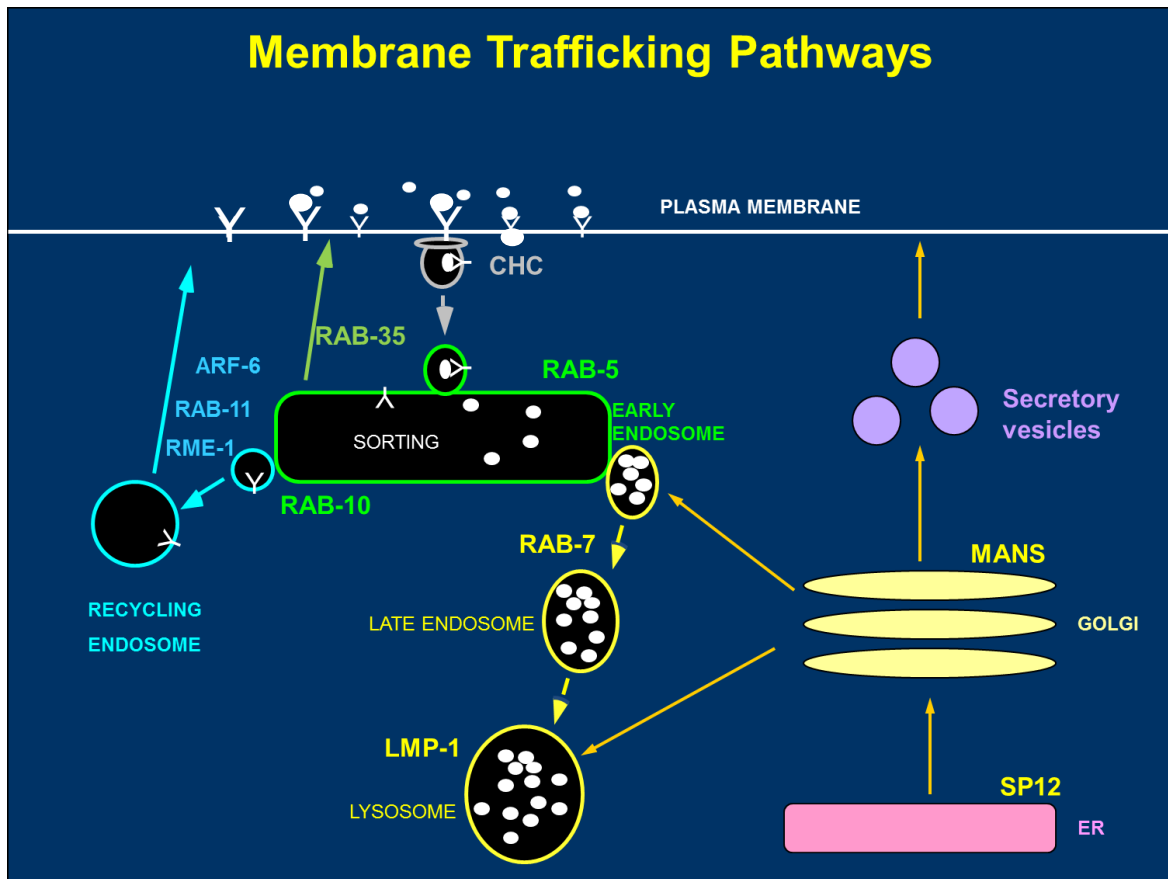 Membrane Trafficking Pathways
PLASMA MEMBRANE
CHC
RAB-35
ARF-6
RAB-5
RAB-11
EARLY
ENDOSOME
Secretory
vesicles
SORTING
RME-1
RAB-10
RAB-7
MANS
RECYCLING
ENDOSOME
LATE ENDOSOME
GOLGI
LMP-1
LYSOSOME
SP12
ER